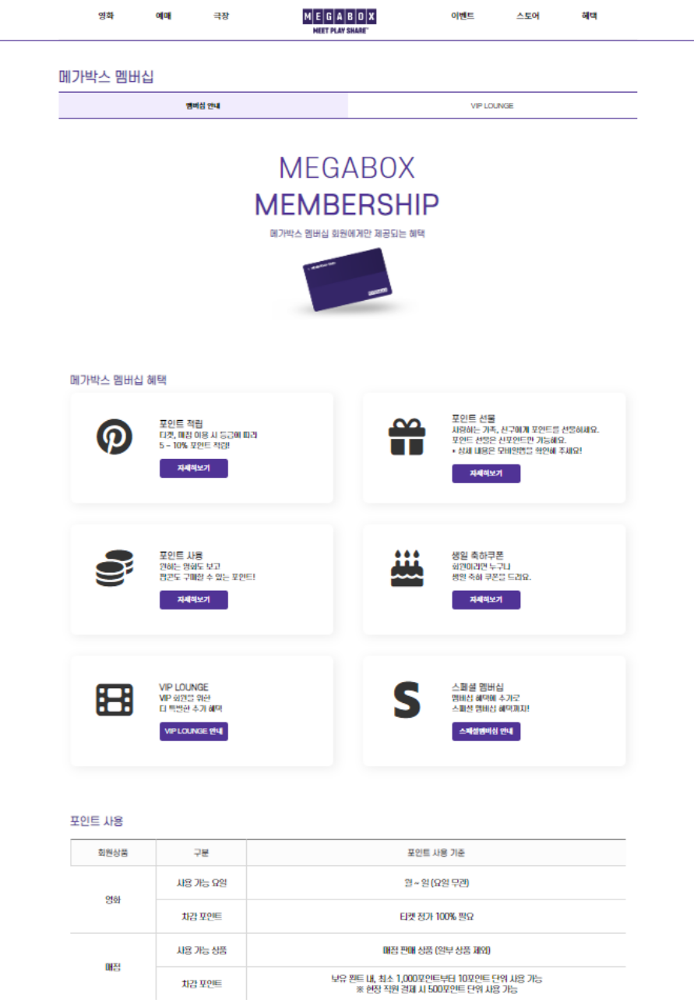 영화 예매 극장 MEGABOX 이벤트 스토어 혜택
MEET PLAY SHARE
메가박스 멤버십
멤버십 안내 VIP LOUNGE
MEGABOX
MEMBERSHIP
메가박스 멤버십 회원에게만 제공되는 혜택
메가박스 멤버십 혜택
포인트 적립
티켓, 매점 이용 시 등급에 따라
5 ~ 10% 포인트 적립!
자세히보기
포인트 선물
사랑하는 가족, 친구에게 포인트를 선물하세요.
포인트 선물은 신포인트만 가능해요.
* 상세 내용은 모바일앱을 확인해 주세요!
자세히보기
포인트 사용
원하는 영화도 보고
팝콘도 구매할 수 있는 포인트!
자세히보기
생일 축하쿠폰
회원이라면 누구나
생일 축하 쿠폰을 드려요.
자세히보기
VIP LOUNGE
VIP 회원을 위한
더 특별한 추가 혜택
VIP LOUNGE 안내
S
스페셜 멤버십
멤버십 혜택에 추가로
스페셜 멤버십 혜택까지!
스페셜멤버십 안내
포인트 사용
회원상품 구분 포인트 사용 기준
영화
사용 가능 요일 월 ~ 일 (요일 무관)
차감 포인트 티켓 정가 100% 필요
매점
사용 가능 상품 매점 판매 상품 (일부 상품 제외)
차감 포인트 보유 포인트 내, 최소 1,000포인트부터 10포인트 단위 사용 가능
※ 현장 직원 결제 시 500포인트 단위 사용 가능